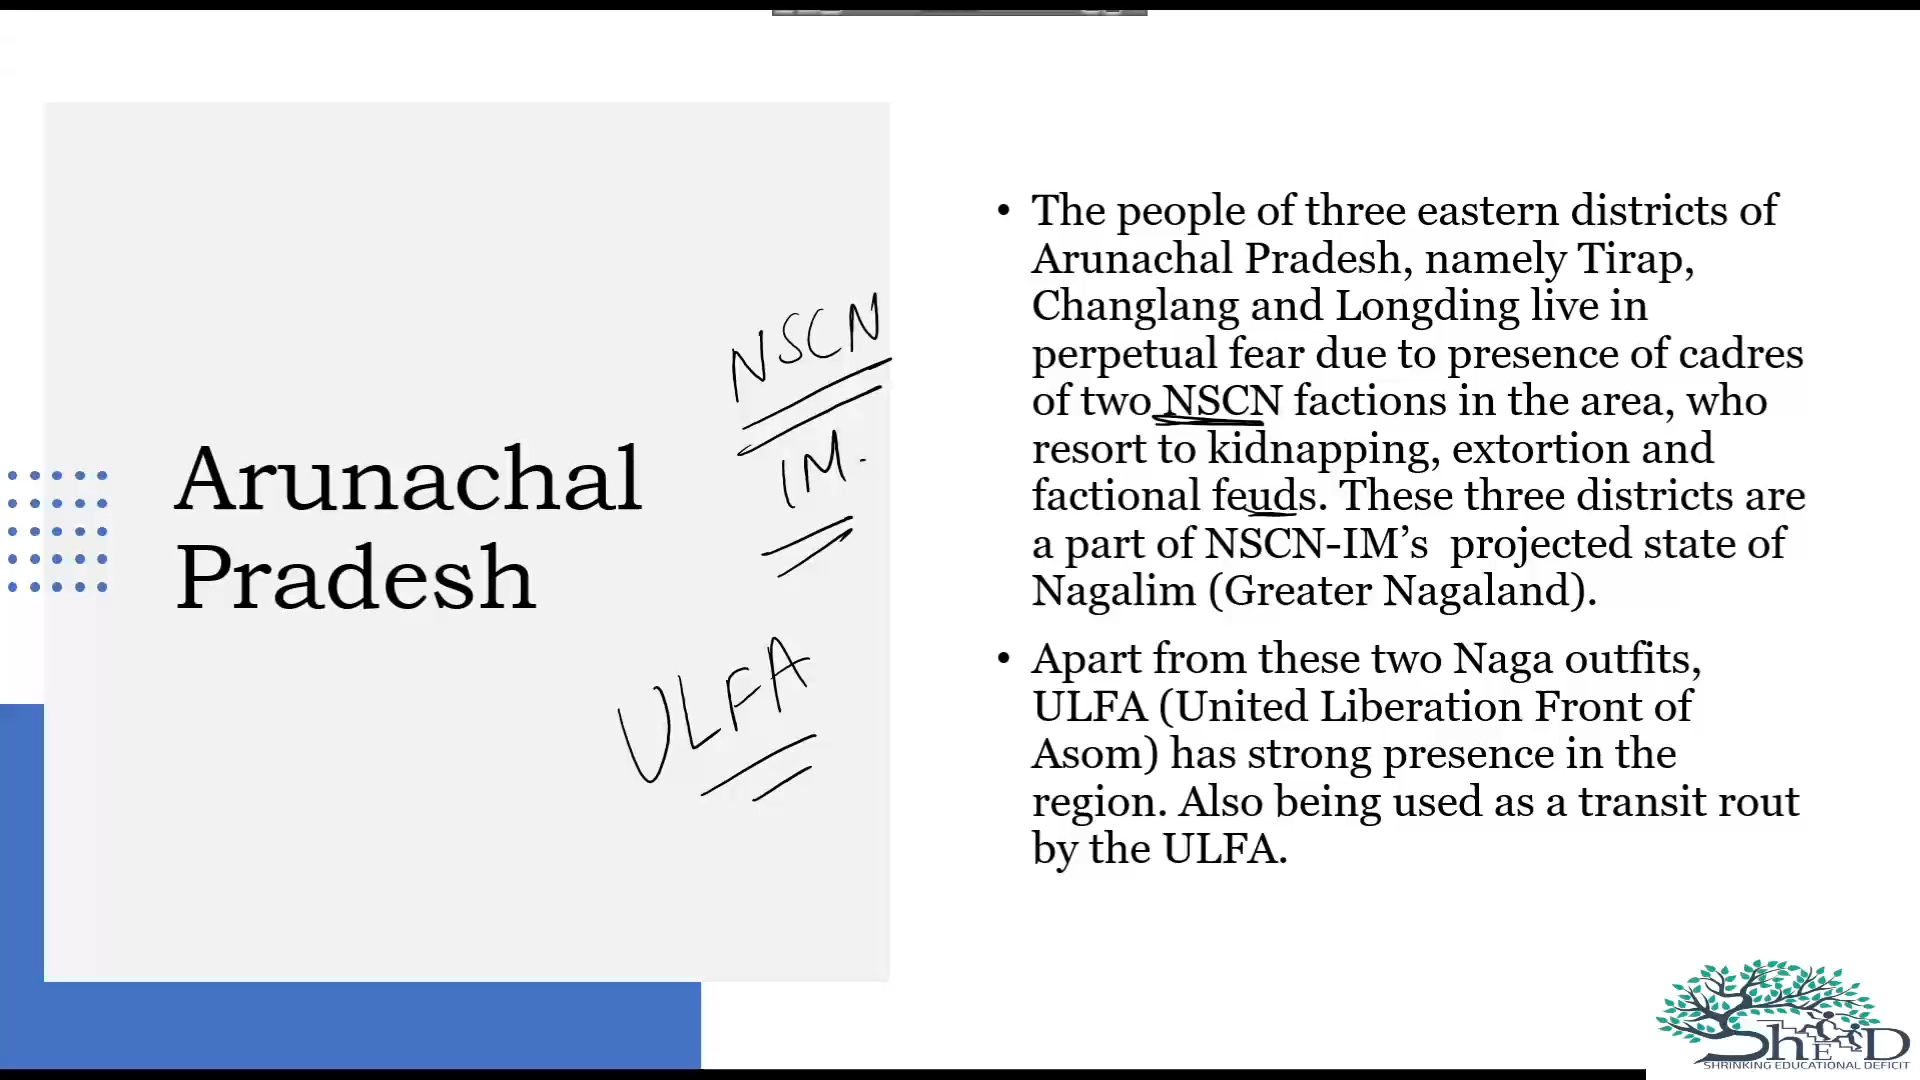 Arunachal
Pradesh
NSCN
IM.
ULFA
• The people of three eastern districts of
Arunachal Pradesh, namely Tirap,
Changlang and Longding live in
perpetual fear due to presence of cadres
of two NSCN factions in the area, who
resort to kidnapping, extortion and
factional feuds. These three districts are
a part of NSCN-IM’s projected state of
Nagalim (Greater Nagaland).
• Apart from these two Naga outfits,
ULFA (United Liberation Front of
Asom) has strong presence in the
region. Also being used as a transit rout
by the ULFA.
ShED
SHRINKING EDUCATIONAL DEFICIT